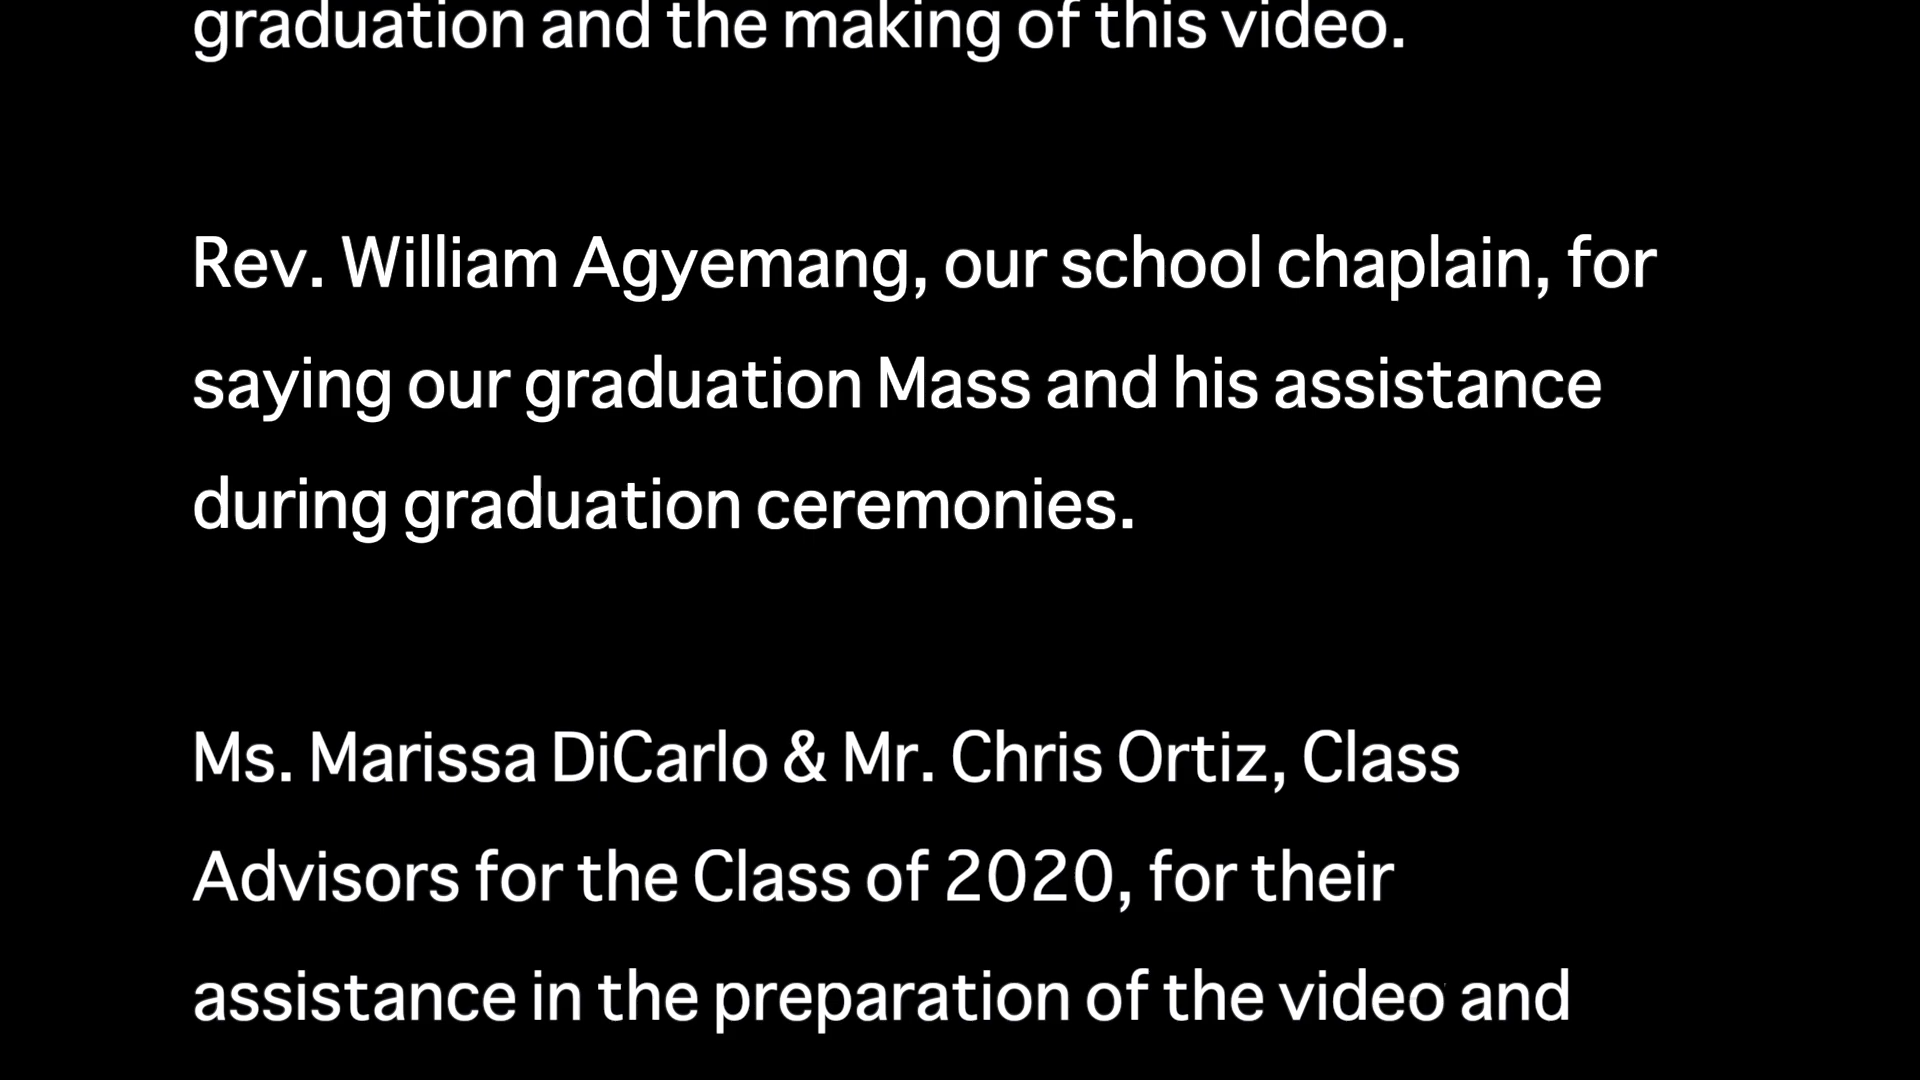 graduation and the making of this video.
Rev. William Agyemang, our school chaplain, for
saying our graduation Mass and his assistance
during graduation ceremonies.
Ms. Marissa DiCarlo & Mr. Chris Ortiz, Class
Advisors for the Class of 2020, for their
assistance in the preparation of the video and